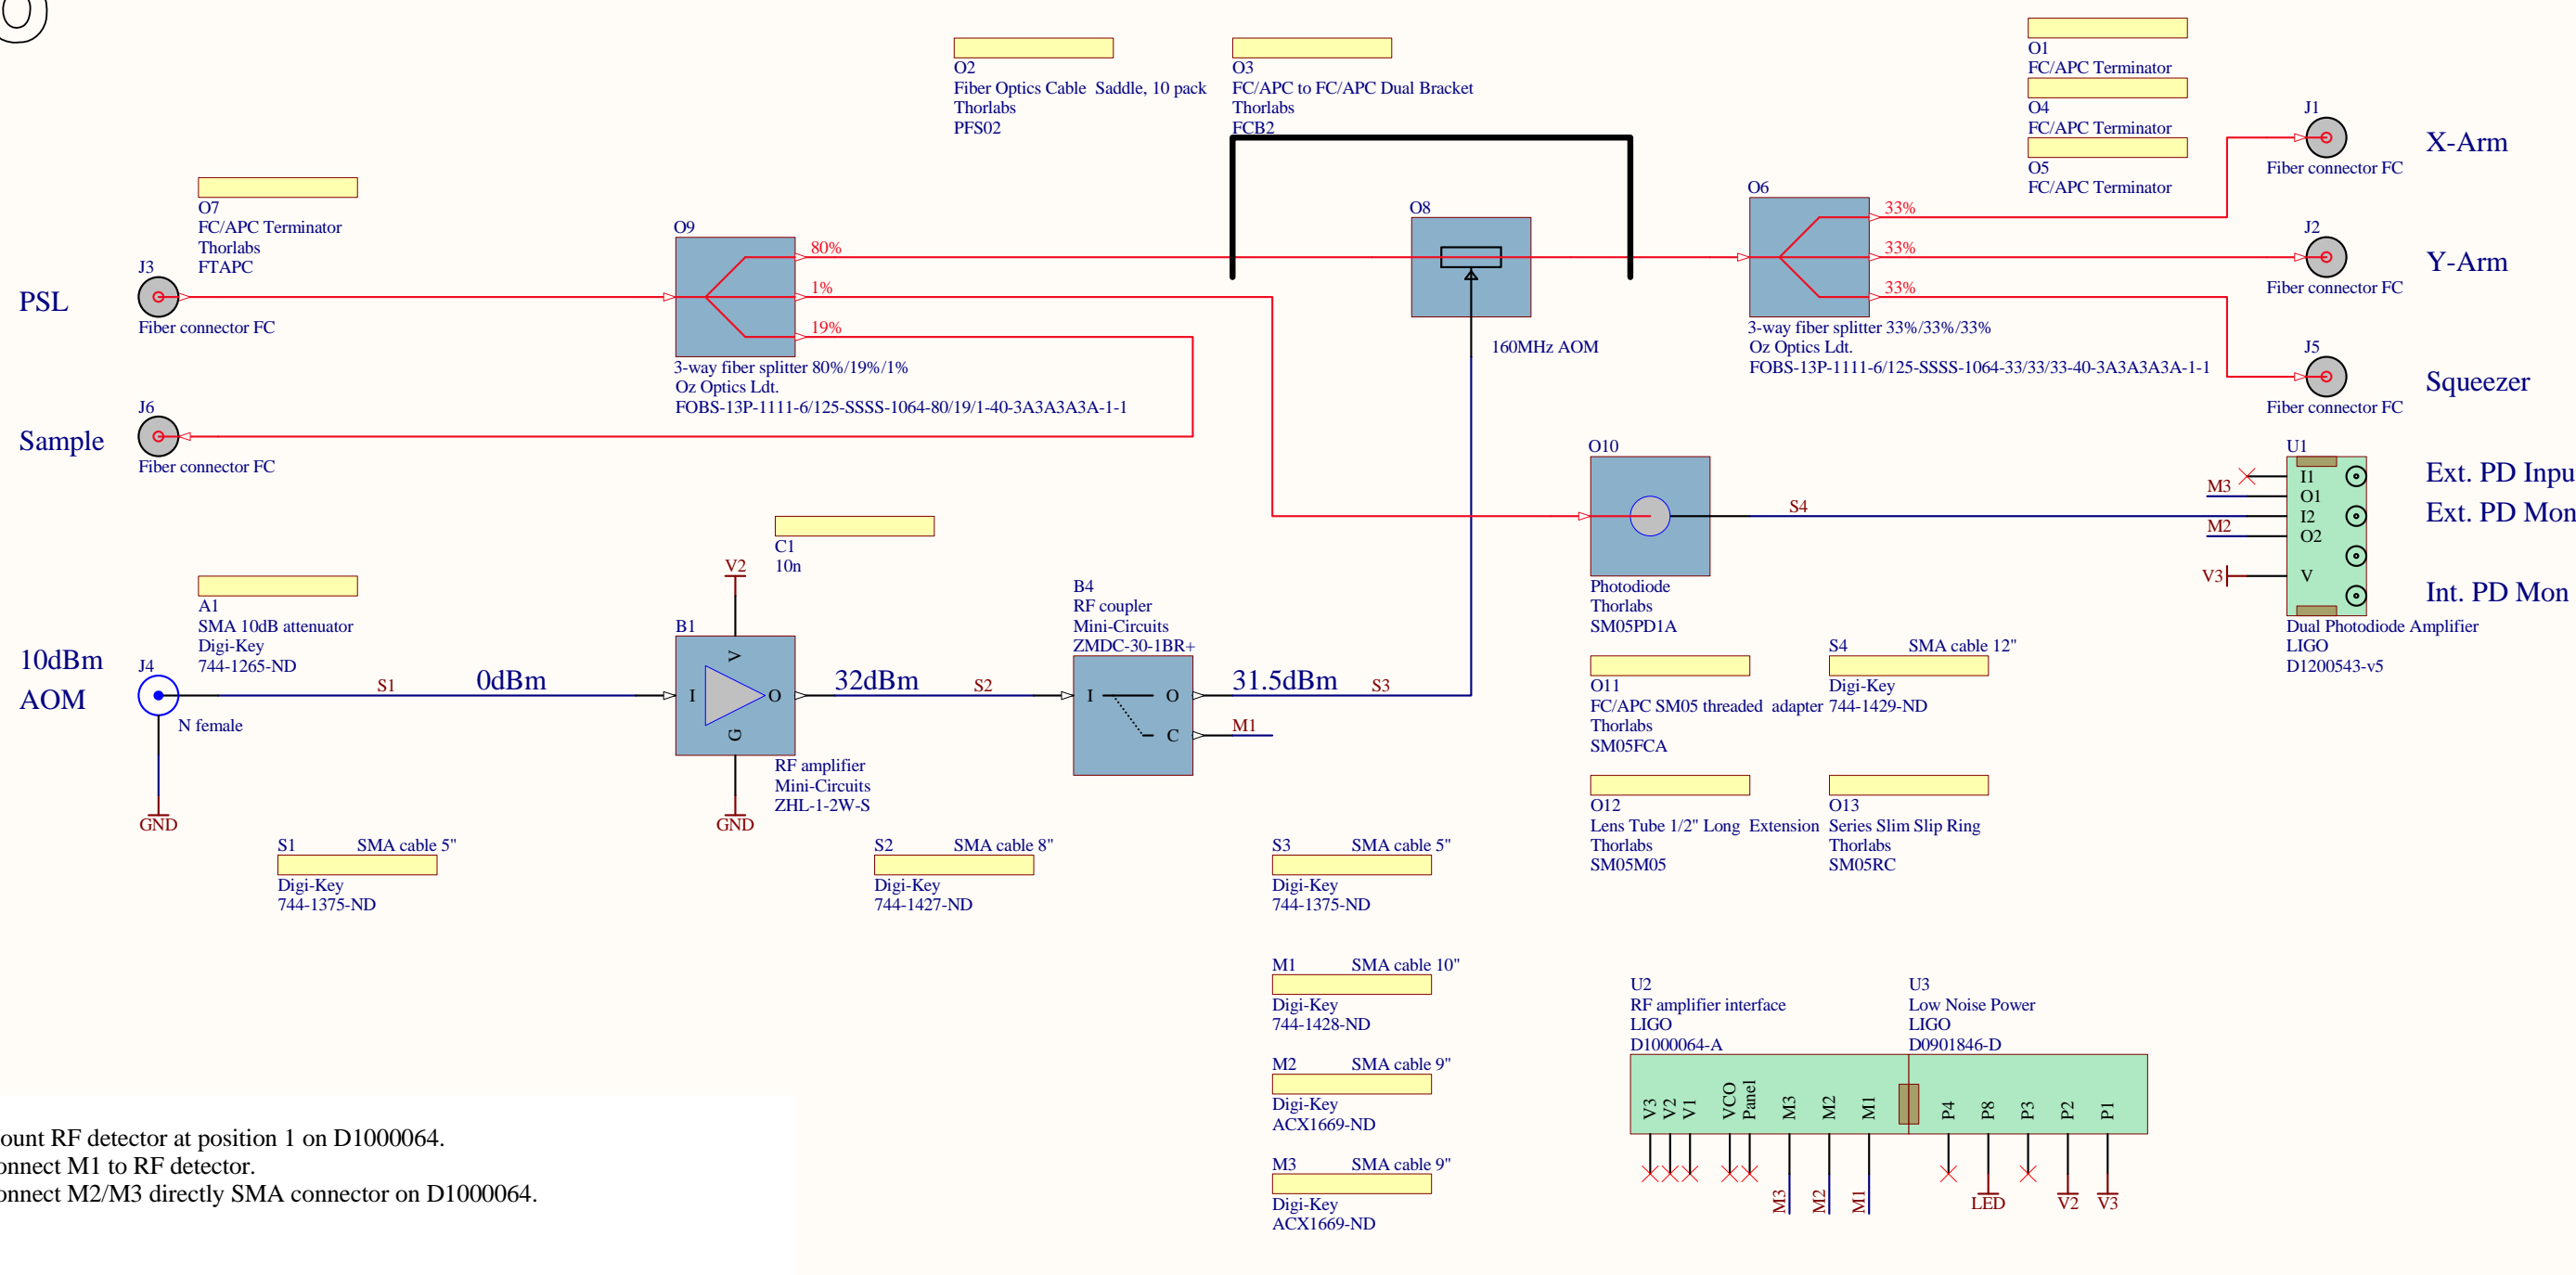 O2
Fiber Optics Cable Saddle, 10 pack
Thorlabs
PFS02
O3
FC/APC to FC/APC Dual Bracket
Thorlabs
FCB2
O1
FC/APC Terminator
O4
FC/APC Terminator
O5
FC/APC Terminator
J1
Fiber connector FC
X-Arm
O7
FC/APC Terminator
Thorlabs
FTAPC
J3
PSL
Fiber connector FC
O9
80%
1%
19%
3-way fiber splitter 80%/19%/1%
Oz Optics Ldt.
FOBS-13P-1111-6/125-SSSS-1064-80/19/1-40-3A3A3A3A-1-1
O8
160MHz AOM
O6
33%
33%
33%
3-way fiber splitter 33%/33%/33%
Oz Optics Ldt.
FOBS-13P-1111-6/125-SSSS-1064-33/33/33-40-3A3A3A3A-1-1
J2
Fiber connector FC
Y-Arm
J5
Fiber connector FC
Squeezer
J6
Sample
Fiber connector FC
O10
Photodiode
Thorlabs
SM05PD1A
S4
U1
M3
M2
V3
I1
O1
I2
O2
V
Ext. PD Inpu
Ext. PD Mon
Int. PD Mon
Dual Photodiode Amplifier
LIGO
D1200543-v5
C1
10n
A1
SMA 10dB attenuator
Digi-Key
744-1265-ND
10dBm
AOM
J4
N female
GND
S1
0dBm
V2
B1
I
V
O
G
GND
RF amplifier
Mini-Circuits
ZHL-1-2W-S
32dBm
S2
B4
RF coupler
Mini-Circuits
ZMDC-30-1BR+
I
O
C
31.5dBm
S3
M1
O11
FC/APC SM05 threaded adapter
Thorlabs
SM05FCA
S4 SMA cable 12"
Digi-Key
744-1429-ND
O12
Lens Tube 1/2" Long Extension
Thorlabs
SM05M05
O13
Series Slim Slip Ring
Thorlabs
SM05RC
S1 SMA cable 5"
Digi-Key
744-1375-ND
S2 SMA cable 8"
Digi-Key
744-1427-ND
S3 SMA cable 5"
Digi-Key
744-1375-ND
M1 SMA cable 10"
Digi-Key
744-1428-ND
M2 SMA cable 9"
Digi-Key
ACX1669-ND
M3 SMA cable 9"
Digi-Key
ACX1669-ND
U2
RF amplifier interface
LIGO
D1000064-A
U3
Low Noise Power
LIGO
D0901846-D
V3 V2 V1 VCO Panel M3 M2 M1 P4 P8 P3 P2 P1
M3 M2 M1 LED V2 V3
ount RF detector at position 1 on D1000064.
onnect M1 to RF detector.
onnect M2/M3 directly SMA connector on D1000064.